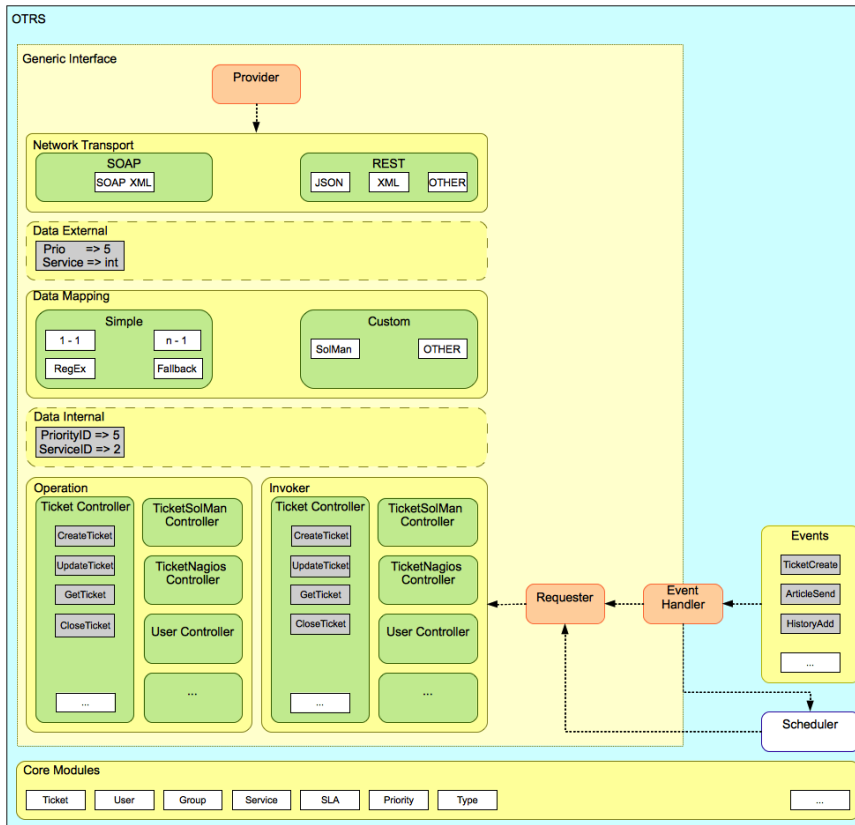 OTRS
Generic Interface
Provider
Network Transport
SOAP
SOAP XML
REST
JSON
XML
OTHER
Data External
Prio => 5
Service => int
Data Mapping
Simple
1 - 1
n - 1
RegEx
Fallback
Custom
SolMan
OTHER
Data Internal
PriorityID => 5
ServiceID => 2
Operation
Ticket Controller
CreateTicket
UpdateTicket
GetTicket
CloseTicket
...
TicketSolMan
Controller
TicketNagios
Controller
User Controller
...
Invoker
Ticket Controller
CreateTicket
UpdateTicket
GetTicket
CloseTicket
...
TicketSolMan
Controller
TicketNagios
Controller
User Controller
...
Requester
Event
Handler
Events
TicketCreate
ArticleSend
HistoryAdd
...
Scheduler
Core Modules
Ticket
User
Group
Service
SLA
Priority
Type
...